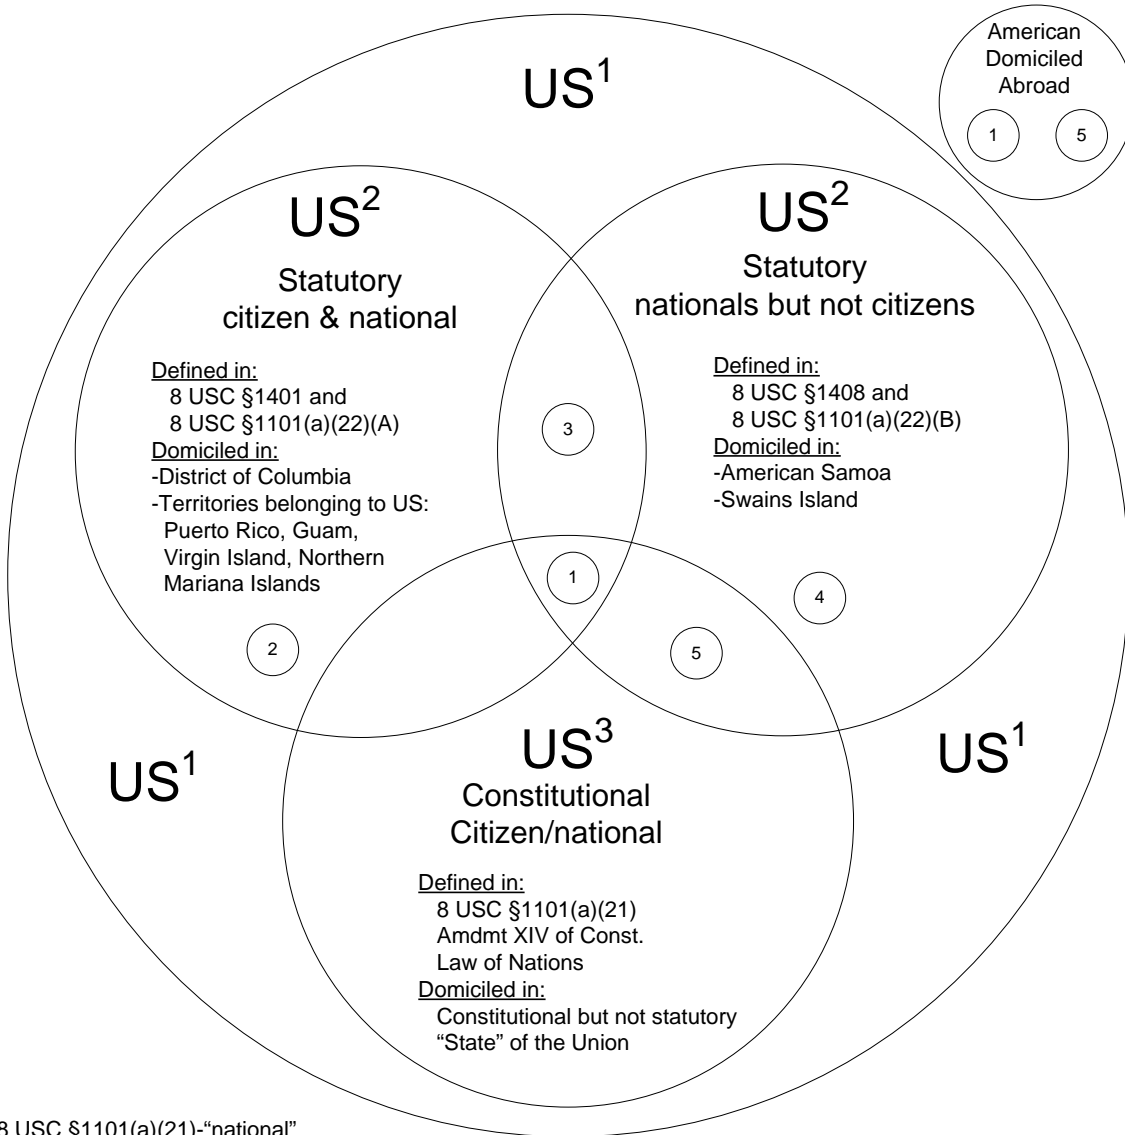 American
Domiciled
Abroad
1
5
US1
US2
Statutory
citizen & national
Defined in:
8 USC §1401 and
8 USC §1101(a)(22)(A)
Domiciled in:
-District of Columbia
-Territories belonging to US:
Puerto Rico, Guam,
Virgin Island, Northern
Mariana Islands
2
US2
Statutory
nationals but not citizens
Defined in:
8 USC §1408 and
8 USC §1101(a)(22)(B)
Domiciled in:
-American Samoa
-Swains Island
3
1
4
5
US1
US3
Constitutional
Citizen/national
Defined in:
8 USC §1101(a)(21)
Amdmt XIV of Const.
Law of Nations
Domiciled in:
Constitutional but not statutory
“State” of the Union
US1
8 USC §1101(a)(21)-“national”